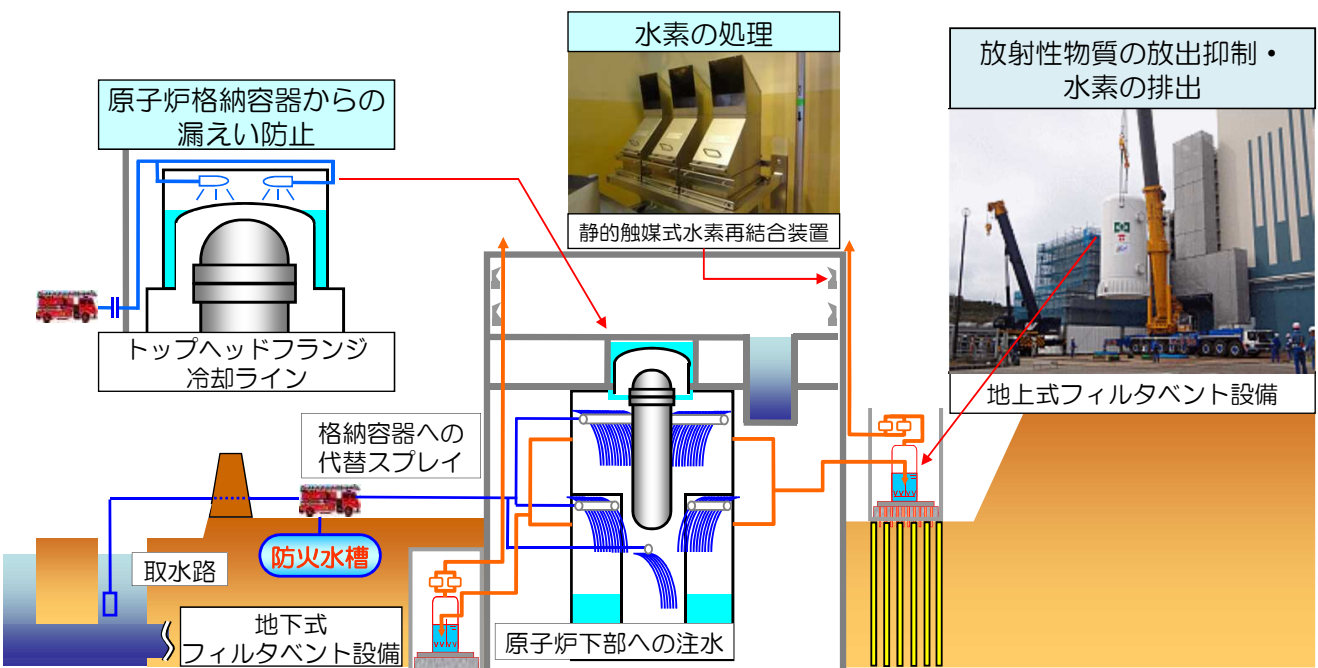 水素の処理
放射性物質の放出抑制・
水素の排出
原子炉格納容器からの
漏えい防止
静的触媒式水素再結合装置
トップヘッドフランジ
冷却ライン
地上式フィルタベント設備
格納容器への
代替スプレイ
防火水槽
取水路
地下式
フィルタベント設備
原子炉下部への注水